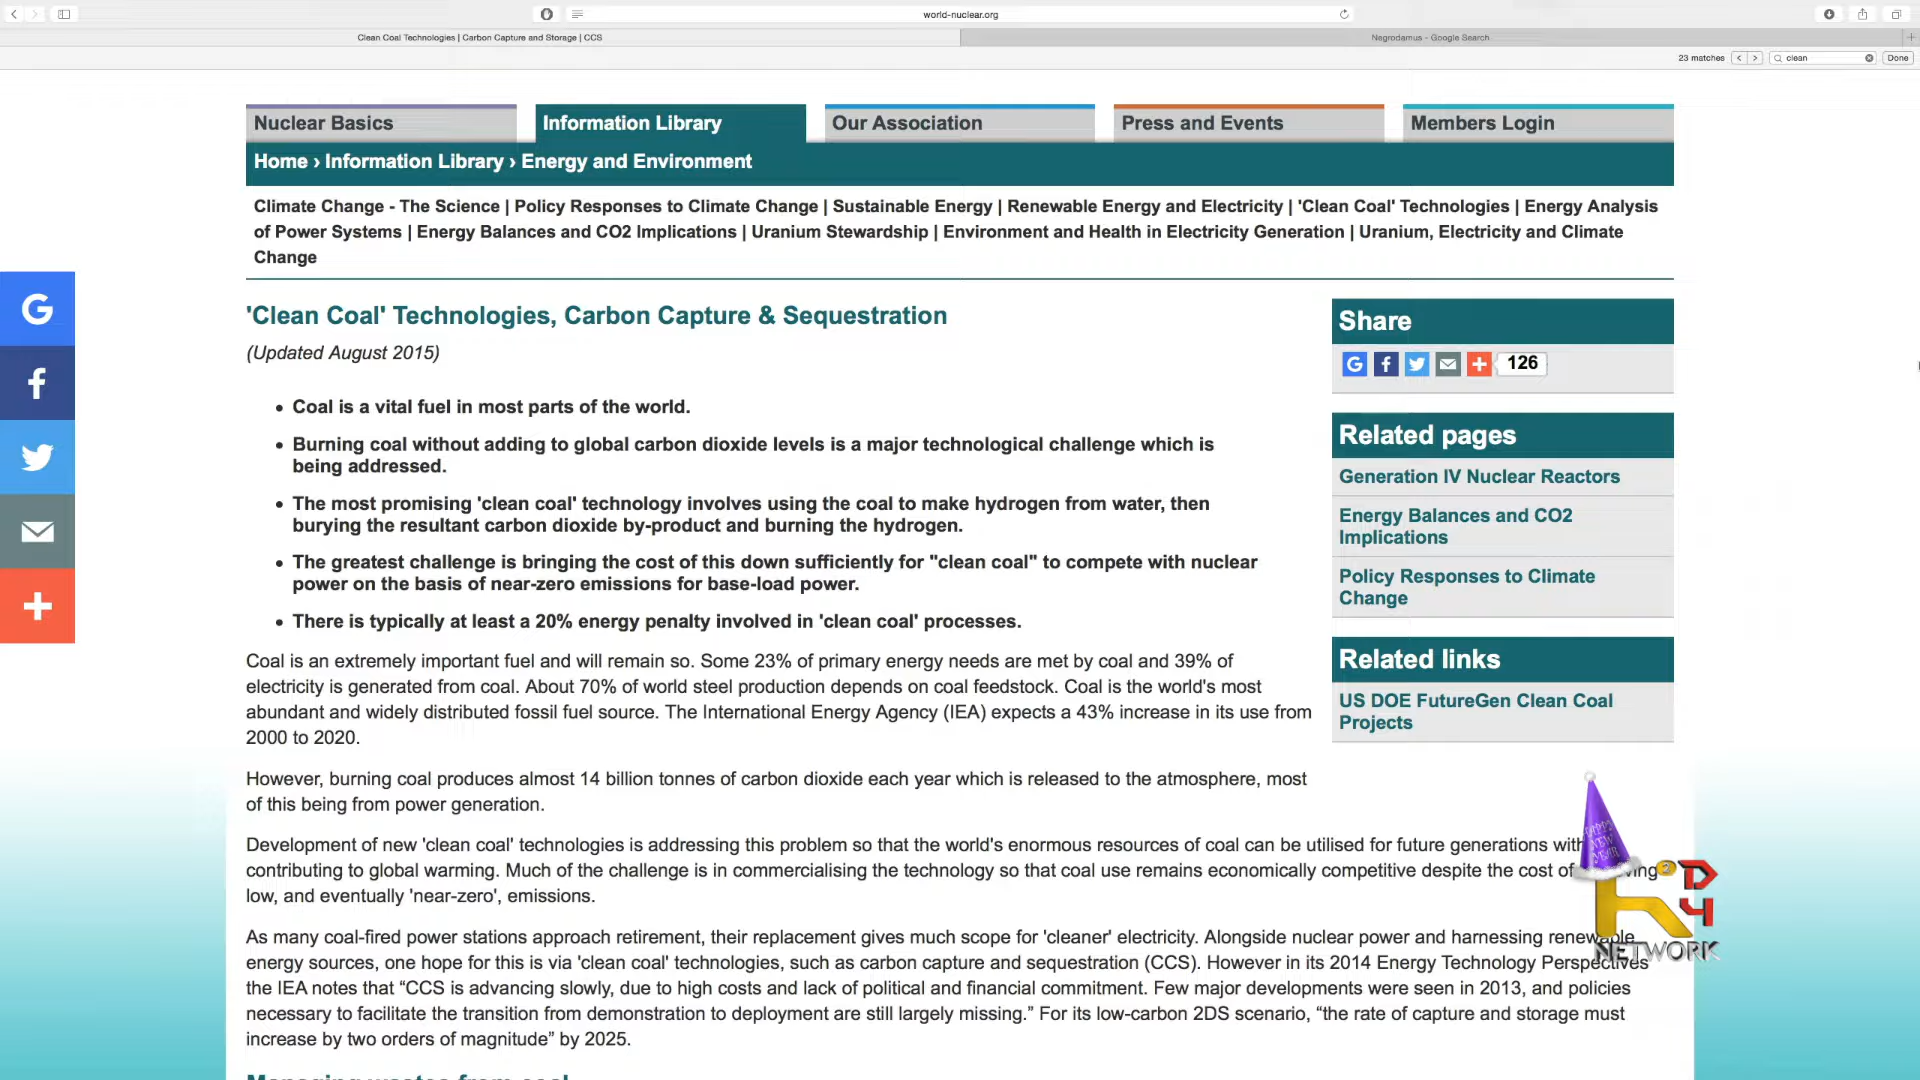 world-nuclear.org
Clean Coal Technologies | Carbon Capture and Storage | CCS
Negrodamus - Google Search
23 matches
clean
Done
Nuclear Basics
Information Library
Our Association
Press and Events
Members Login
Home › Information Library › Energy and Environment
Climate Change - The Science | Policy Responses to Climate Change | Sustainable Energy | Renewable Energy and Electricity | 'Clean Coal' Technologies | Energy Analysis
of Power Systems | Energy Balances and CO2 Implications | Uranium Stewardship | Environment and Health in Electricity Generation | Uranium, Electricity and Climate
Change
'Clean Coal' Technologies, Carbon Capture & Sequestration
(Updated August 2015)
• Coal is a vital fuel in most parts of the world.
• Burning coal without adding to global carbon dioxide levels is a major technological challenge which is
being addressed.
• The most promising 'clean coal' technology involves using the coal to make hydrogen from water, then
burying the resultant carbon dioxide by-product and burning the hydrogen.
• The greatest challenge is bringing the cost of this down sufficiently for "clean coal" to compete with nuclear
power on the basis of near-zero emissions for base-load power.
• There is typically at least a 20% energy penalty involved in 'clean coal' processes.
Coal is an extremely important fuel and will remain so. Some 23% of primary energy needs are met by coal and 39% of
electricity is generated from coal. About 70% of world steel production depends on coal feedstock. Coal is the world's most
abundant and widely distributed fossil fuel source. The International Energy Agency (IEA) expects a 43% increase in its use from
2000 to 2020.
However, burning coal produces almost 14 billion tonnes of carbon dioxide each year which is released to the atmosphere, most
of this being from power generation.
Development of new 'clean coal' technologies is addressing this problem so that the world's enormous resources of coal can be utilised for future generations
contributing to global warming. Much of the challenge is in commercialising the technology so that coal use remains economically competitive despite the cost of
low, and eventually 'near-zero', emissions.
As many coal-fired power stations approach retirement, their replacement gives much scope for 'cleaner' electricity. Alongside nuclear power and harnessing renewable
energy sources, one hope for this is via 'clean coal' technologies, such as carbon capture and sequestration (CCS). However in its 2014 Energy Technology Perspectives
the IEA notes that “CCS is advancing slowly, due to high costs and lack of political and financial commitment. Few major developments were seen in 2013, and policies
necessary to facilitate the transition from demonstration to deployment are still largely missing.” For its low-carbon 2DS scenario, “the rate of capture and storage must
increase by two orders of magnitude” by 2025.
Share
126
Related pages
Generation IV Nuclear Reactors
Energy Balances and CO2
Implications
Policy Responses to Climate
Change
Related links
US DOE FutureGen Clean Coal
Projects
HAPPY
NEW
YEAR
NETWORK